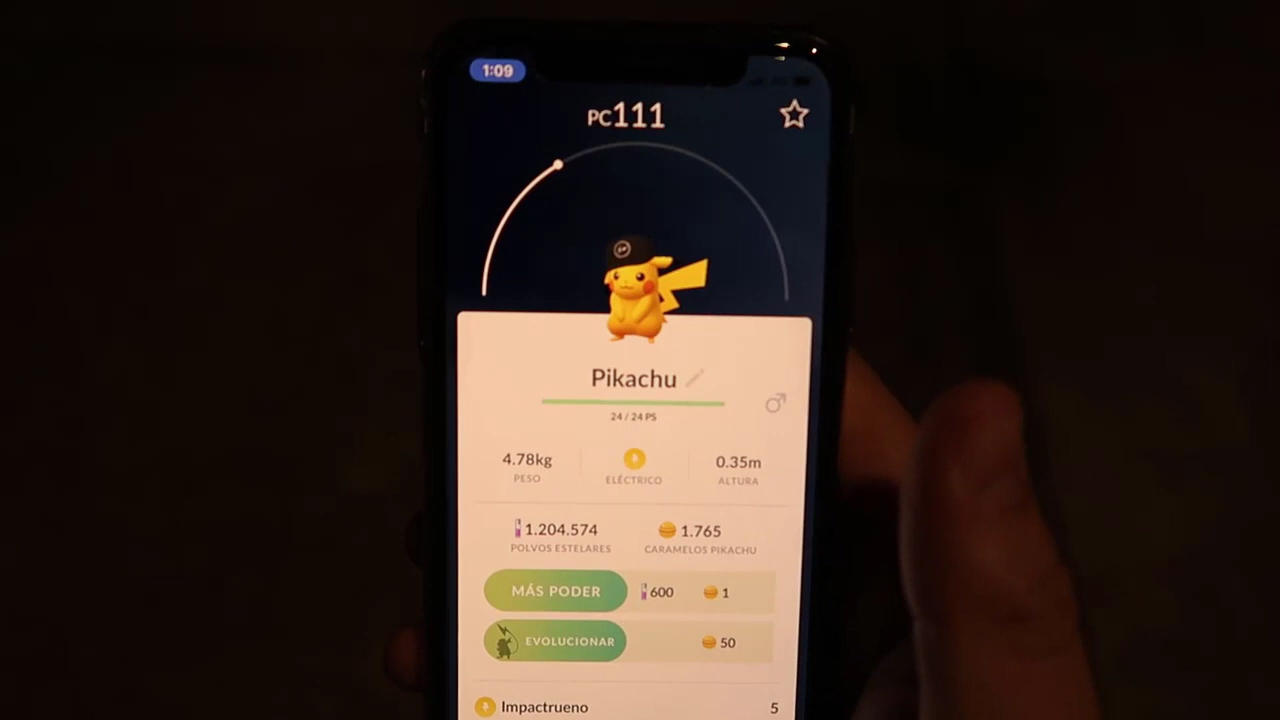 1:09
PC111
Pikachu
24 / 24 PS
4.78kg
PESO
ELÉCTRICO
0.35m
ALTURA
1.204.574
POLVOS ESTELARES
1.765
CARAMELOS PIKACHU
MÁS PODER 600 1
EVOLUCIONAR 50
Impactrueno 5